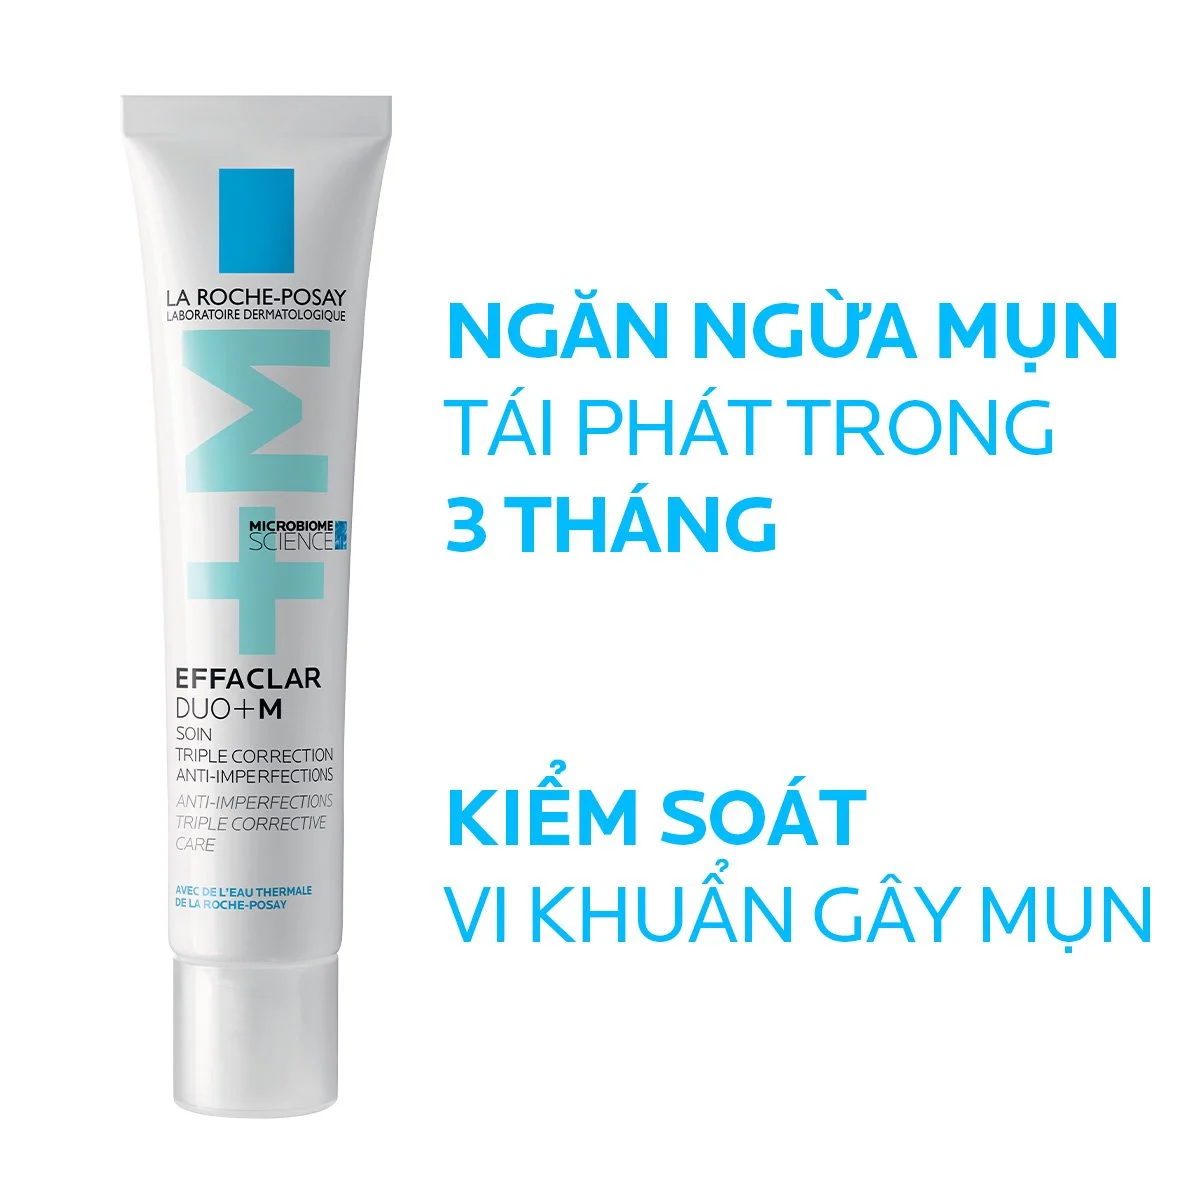 LA ROCHE-POSAY
LABORATOIRE DERMATOLOGIQUE
+M
MICROBIOME
SCIENCE
EFFACLAR
DUO+M
SOIN
TRIPLE CORRECTION
ANTI-IMPERFECTIONS
ANTI-IMPERFECTIONS
TRIPLE CORRECTIVE
CARE
AVEC DE L'EAU THERMALE
DE LA ROCHE-POSAY
NGĂN NGỪA MỤN
TÁI PHÁT TRONG
3 THÁNG
KIỂM SOÁT
VI KHUẨN GÂY MỤN